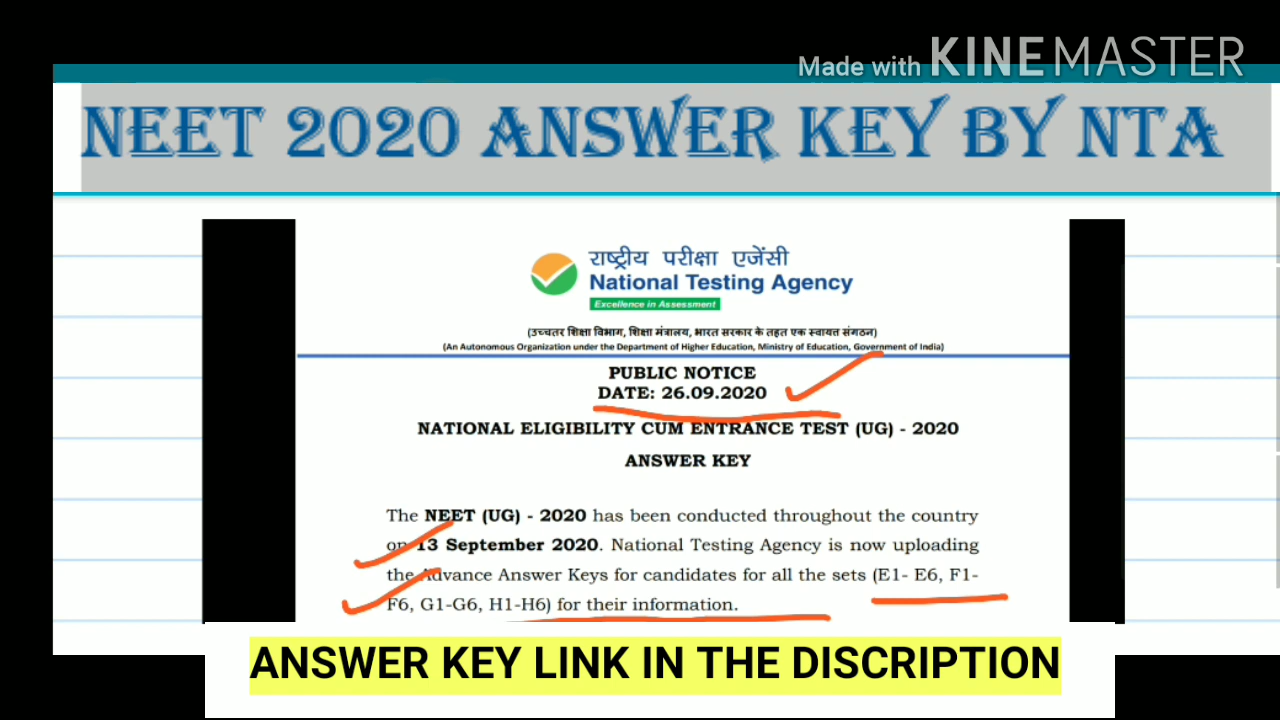 Made with KINEMASTER
NEET 2020 ANSWER KEY BY NTA
राष्ट्रीय परीक्षा एजेंसी
National Testing Agency
Excellence in Assessment
(उच्चतर शिक्षा विभाग, शिक्षा मंत्रालय, भारत सरकार के तहत एक स्वायत्त संगठन)
(An Autonomous Organization under the Department of Higher Education, Ministry of Education, Government of India)
PUBLIC NOTICE
DATE: 26.09.2020
NATIONAL ELIGIBILITY CUM ENTRANCE TEST (UG) - 2020
ANSWER KEY
The NEET (UG) - 2020 has been conducted throughout the country
on 13 September 2020. National Testing Agency is now uploading
the Advance Answer Keys for candidates for all the sets (E1- E6, F1-
F6, G1-G6, H1-H6) for their information.
ANSWER KEY LINK IN THE DISCRIPTION